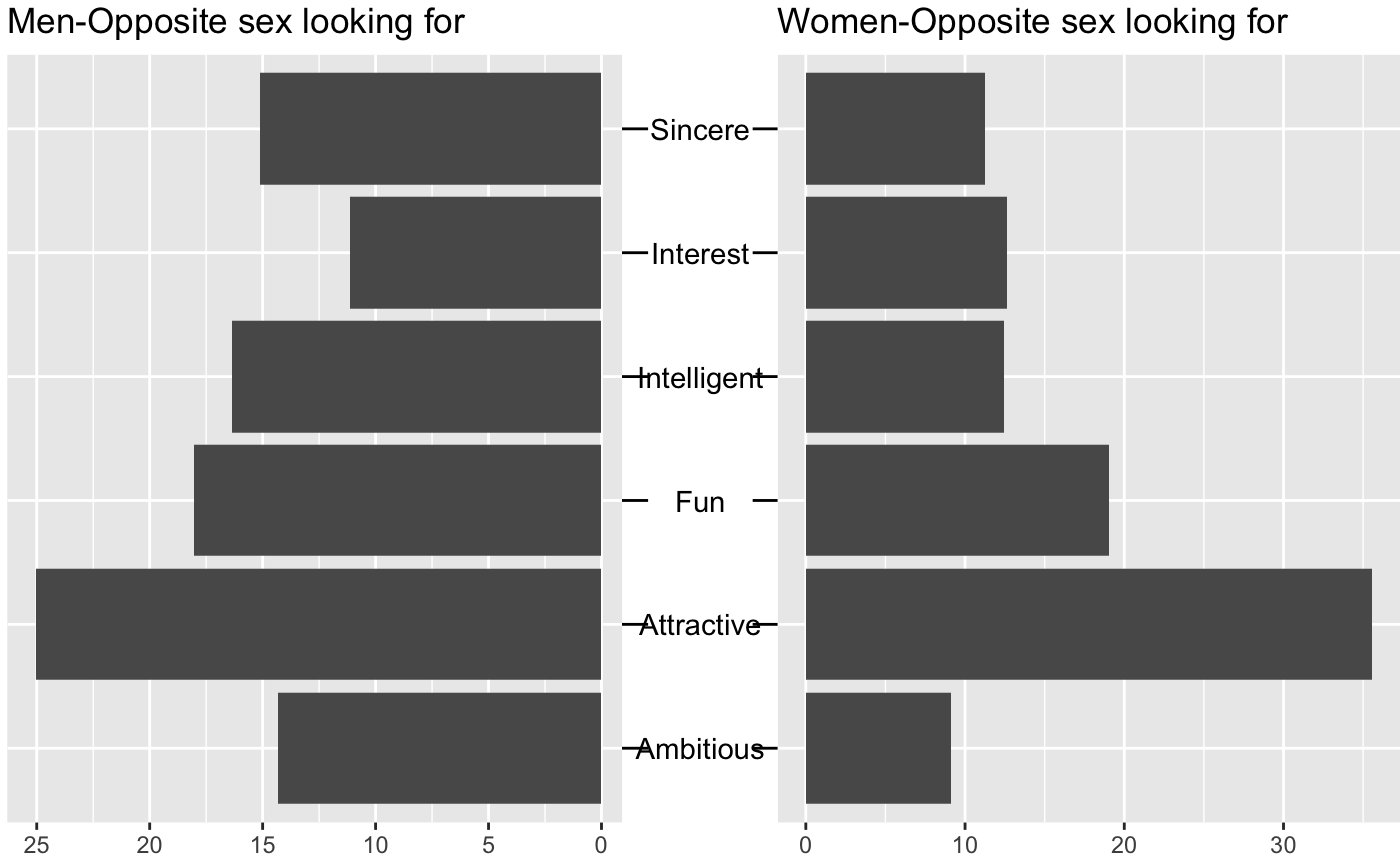 Men-Opposite sex looking for
Women-Opposite sex looking for
Sincere
Interest
Intelligent
Fun
Attractive
Ambitious
25 20 15 10 5 0
0 10 20 30